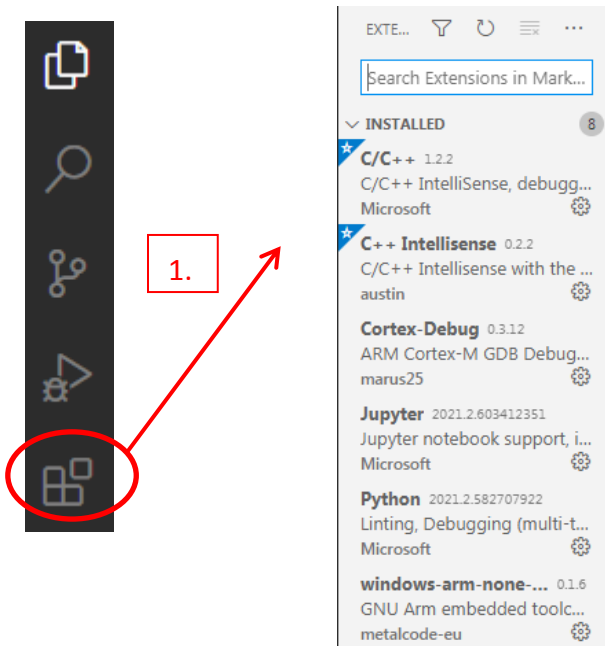 1.
EXTE... ...
Search Extensions in Mark...
INSTALLED 8
C/C++ 1.2.2
C/C++ IntelliSense, debugg...
Microsoft
C++ Intellisense 0.2.2
C/C++ Intellisense with the ...
austin
Cortex-Debug 0.3.12
ARM Cortex-M GDB Debug...
marus25
Jupyter 2021.2.603412351
Jupyter notebook support, i...
Microsoft
Python 2021.2.582707922
Linting, Debugging (multi-t...
Microsoft
windows-arm-none-... 0.1.6
GNU Arm embedded toolc...
metalcode-eu